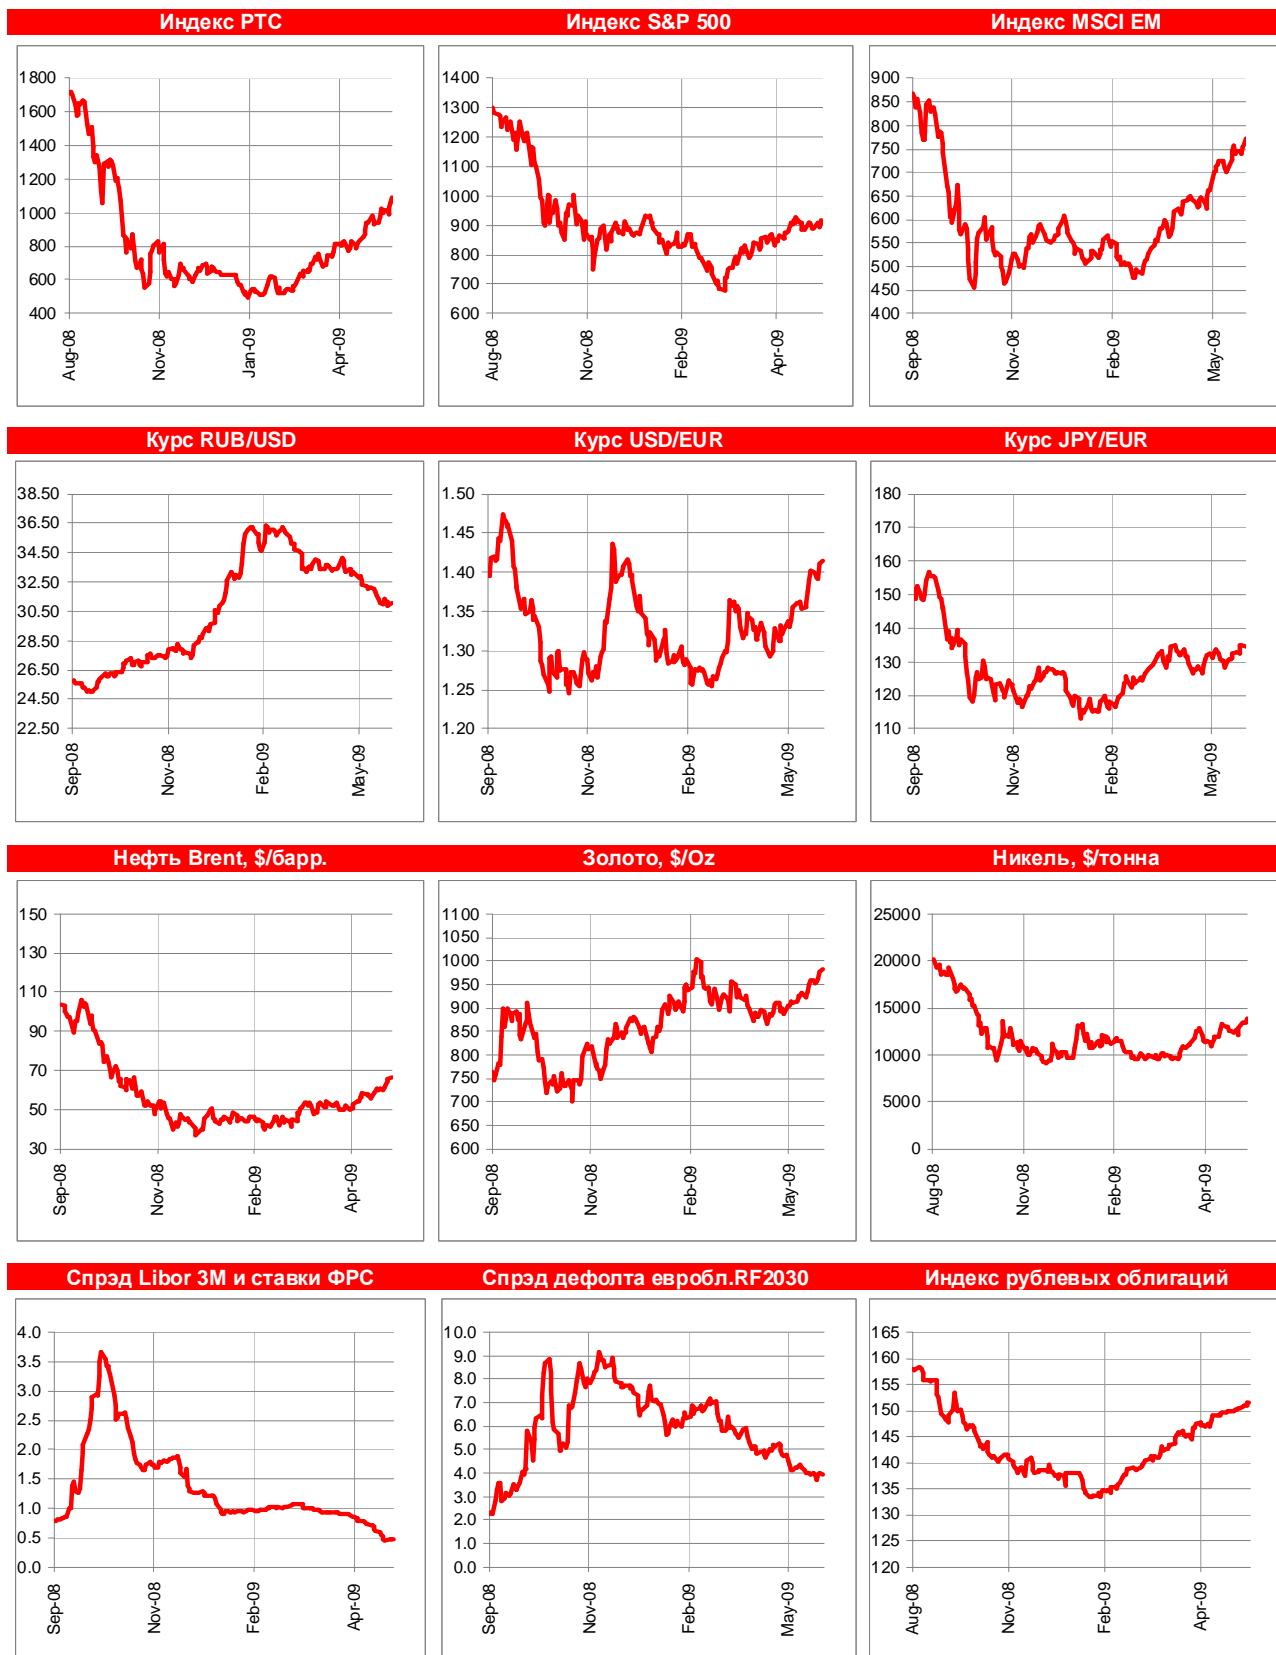 Индекс РТС
1800
1600
1400
1200
1000
800
600
400
Aug-08
Nov-08
Jan-09
Apr-09
Индекс S&P 500
1400
1300
1200
1100
1000
900
800
700
600
Aug-08
Nov-08
Feb-09
Apr-09
Индекс MSCI EM
900
850
800
750
700
650
600
550
500
450
400
Sep-08
Nov-08
Feb-09
May-09
Курс RUB/USD
38.50
36.50
34.50
32.50
30.50
28.50
26.50
24.50
22.50
Sep-08
Nov-08
Feb-09
May-09
Курс USD/EUR
1.50
1.45
1.40
1.35
1.30
1.25
1.20
Sep-08
Nov-08
Feb-09
May-09
Курс JPY/EUR
180
170
160
150
140
130
120
110
Sep-08
Nov-08
Feb-09
May-09
Нефть Brent, $/барр.
150
130
110
90
70
50
30
Sep-08
Nov-08
Feb-09
Apr-09
Золото, $/Oz
1100
1050
1000
950
900
850
800
750
700
650
600
Sep-08
Nov-08
Feb-09
May-09
Никель, $/тонна
25000
20000
15000
10000
5000
0
Aug-08
Nov-08
Feb-09
Apr-09
Спрэд Libor 3M и ставки ФРС
4.0
3.5
3.0
2.5
2.0
1.5
1.0
0.5
0.0
Sep-08
Nov-08
Feb-09
Apr-09
Спрэд дефолта евробл.RF2030
10.0
9.0
8.0
7.0
6.0
5.0
4.0
3.0
2.0
1.0
0.0
Sep-08
Nov-08
Feb-09
May-09
Индекс рублевых облигаций
165
160
155
150
145
140
135
130
125
120
Aug-08
Nov-08
Feb-09
Apr-09